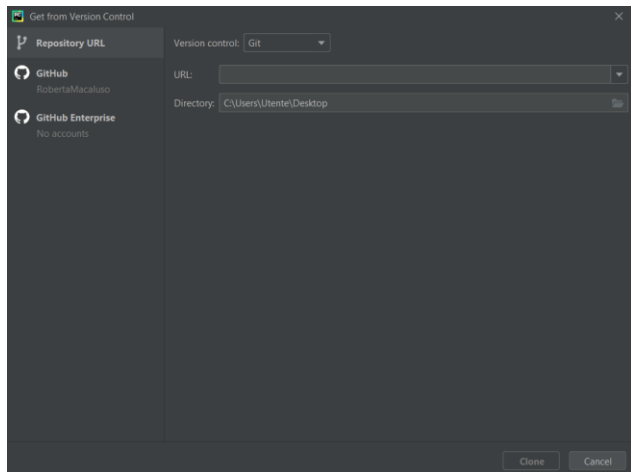 Get from Version Control
Repository URL
GitHub
RobertaMacaluso
GitHub Enterprise
No accounts
Version control: Git
URL:
Directory: C:\Users\Utente\Desktop
Clone Cancel